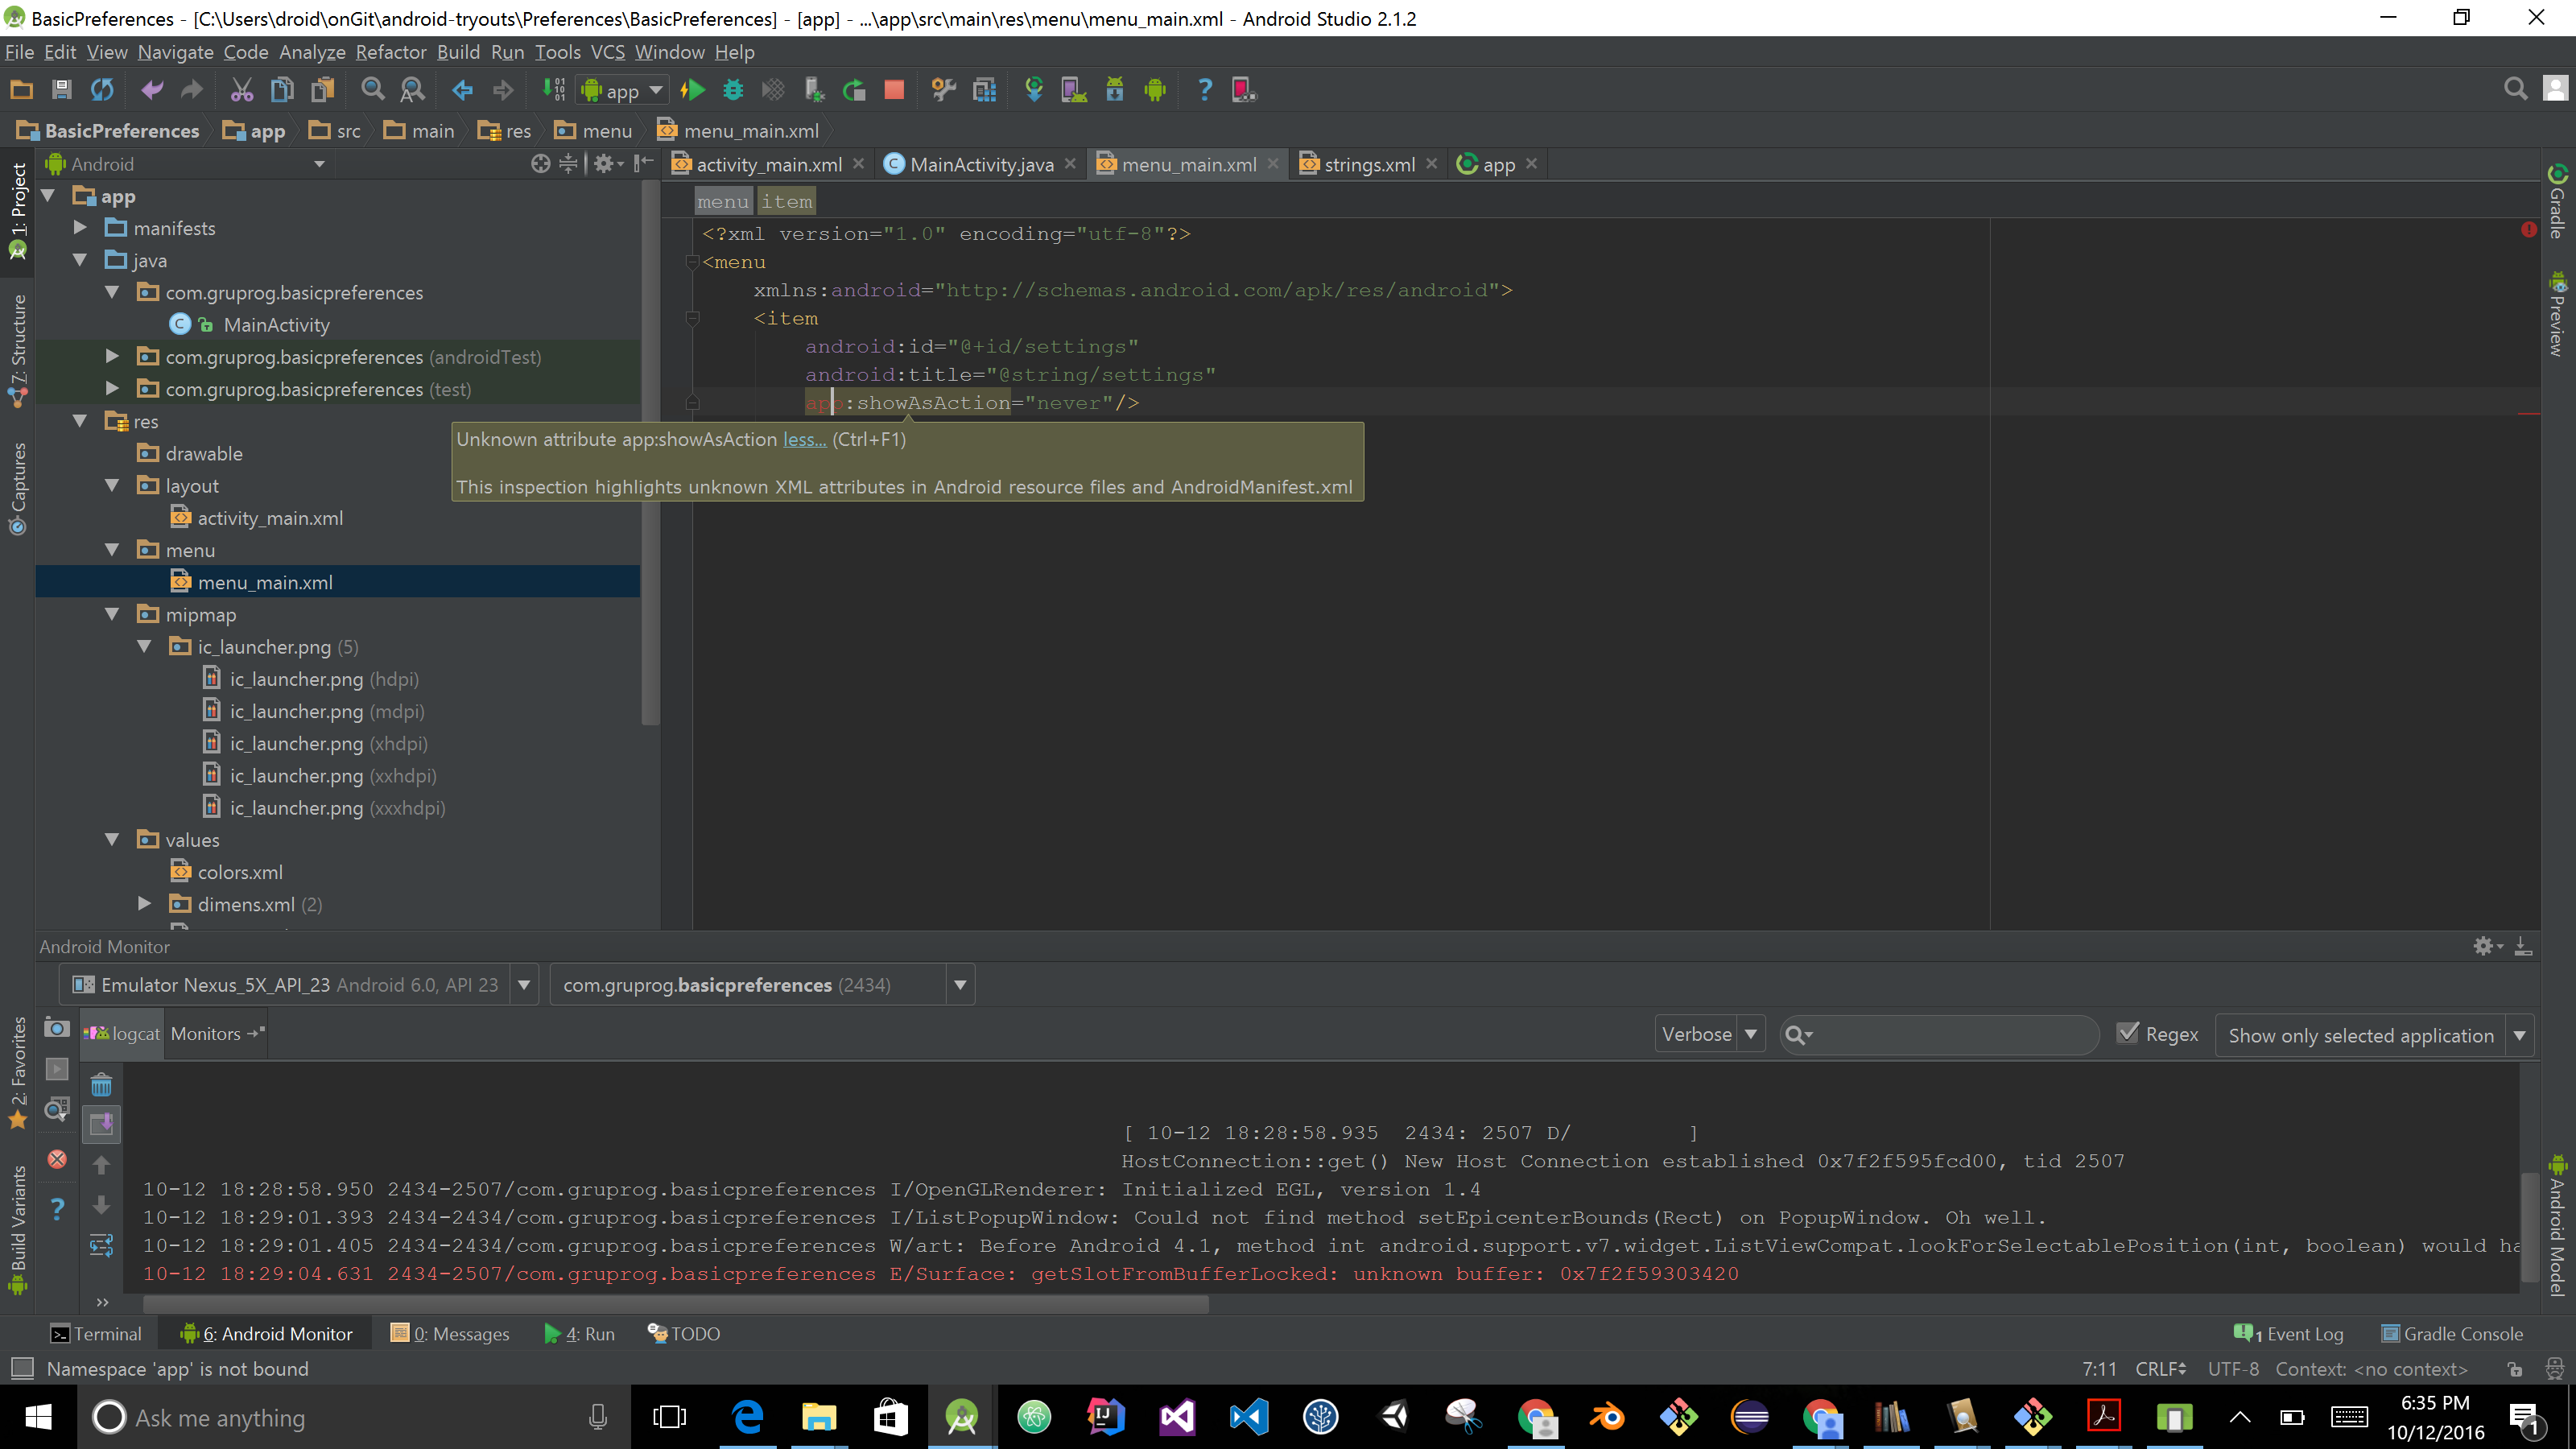 BasicPreferences - [C:\Users\droid\onGit\android-tryouts\Preferences\BasicPreferences] - [app] - ...\app\src\main\res\menu\menu_main.xml - Android Studio 2.1.2
File Edit View Navigate Code Analyze Refactor Build Run Tools VCS Window Help
app
BasicPreferences app src main res menu menu_main.xml
Android
activity_main.xml MainActivity.java menu_main.xml strings.xml app
1: Project
7: Structure
Captures
2: Favorites
Build Variants
app
manifests
java
com.gruprog.basicpreferences
MainActivity
com.gruprog.basicpreferences (androidTest)
com.gruprog.basicpreferences (test)
res
drawable
layout
activity_main.xml
menu
menu_main.xml
mipmap
ic_launcher.png (5)
ic_launcher.png (hdpi)
ic_launcher.png (mdpi)
ic_launcher.png (xhdpi)
ic_launcher.png (xxhdpi)
ic_launcher.png (xxxhdpi)
values
colors.xml
dimens.xml (2)
menu item
<?xml version="1.0" encoding="utf-8"?>
<menu
xmlns:android="http://schemas.android.com/apk/res/android">
<item
android:id="@+id/settings"
android:title="@string/settings"
app:showAsAction="never"/>
Unknown attribute app:showAsAction less... (Ctrl+F1)
This inspection highlights unknown XML attributes in Android resource files and AndroidManifest.xml
Gradle
Preview
Android Model
Android Monitor
Emulator Nexus_5X_API_23 Android 6.0, API 23 com.gruprog.basicpreferences (2434)
logcat Monitors Verbose Regex Show only selected application
[ 10-12 18:28:58.935 2434: 2507 D/ ]
HostConnection::get() New Host Connection established 0x7f2f595fcd00, tid 2507
10-12 18:28:58.950 2434-2507/com.gruprog.basicpreferences I/OpenGLRenderer: Initialized EGL, version 1.4
10-12 18:29:01.393 2434-2434/com.gruprog.basicpreferences I/ListPopupWindow: Could not find method setEpicenterBounds(Rect) on PopupWindow. Oh well.
10-12 18:29:01.405 2434-2434/com.gruprog.basicpreferences W/art: Before Android 4.1, method int android.support.v7.widget.ListViewCompat.lookForSelectablePosition(int, boolean) would ha
10-12 18:29:04.631 2434-2507/com.gruprog.basicpreferences E/Surface: getSlotFromBufferLocked: unknown buffer: 0x7f2f59303420
Terminal 6: Android Monitor 0: Messages 4: Run TODO 1 Event Log Gradle Console
Namespace 'app' is not bound 7:11 CRLF UTF-8 Context: <no context>
Ask me anything
6:35 PM
10/12/2016
1